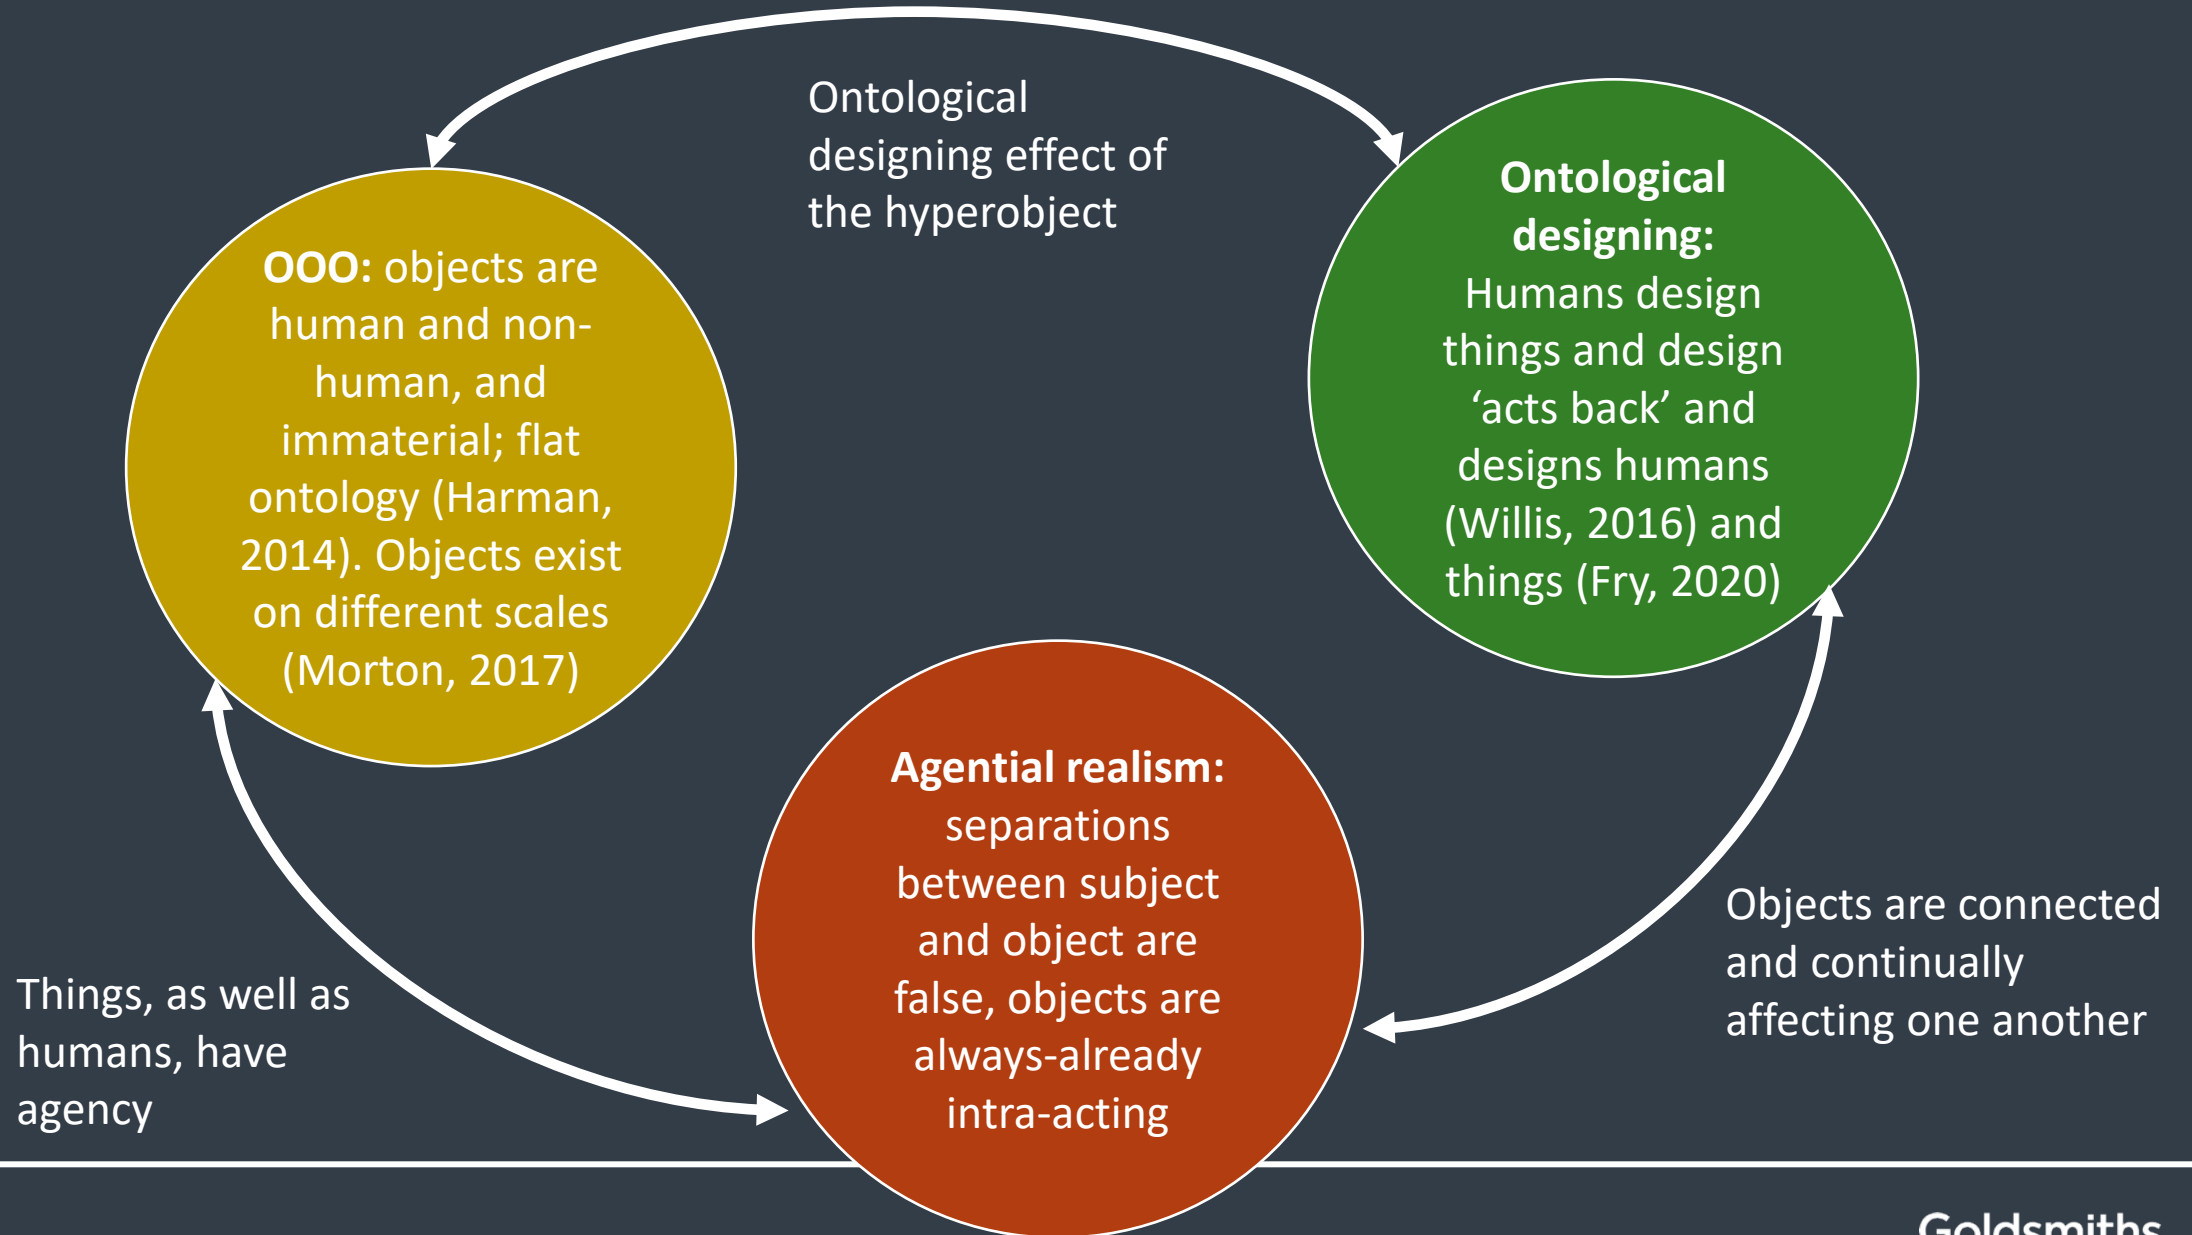 Ontological
designing effect of
the hyperobject
OOO: objects are
human and non-
human, and
immaterial; flat
ontology (Harman,
2014). Objects exist
on different scales
(Morton, 2017)
Ontological
designing:
Humans design
things and design
‘acts back’ and
designs humans
(Willis, 2016) and
things (Fry, 2020)
Agential realism:
separations
between subject
and object are
false, objects are
always-already
intra-acting
Things, as well as
humans, have
agency
Objects are connected
and continually
affecting one another
Goldsmiths